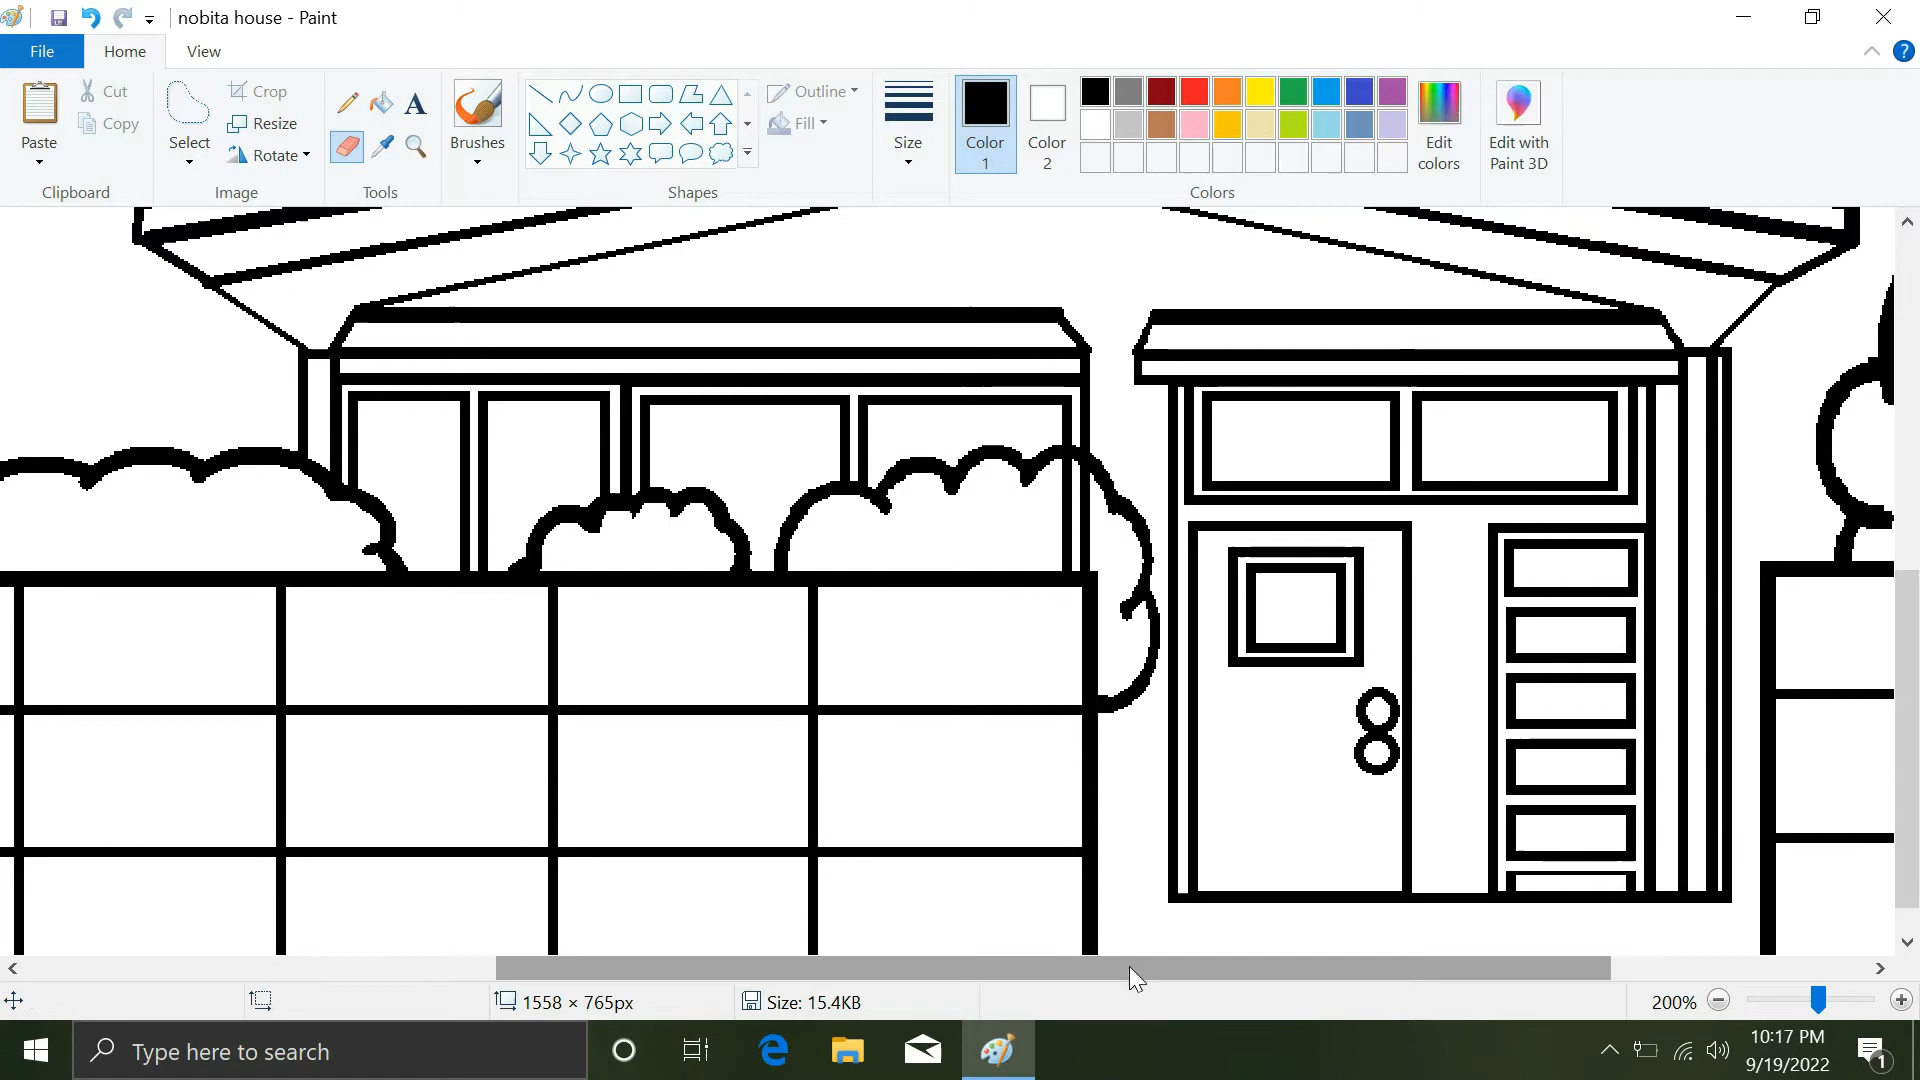 nobita house - Paint
File Home View
Paste
Cut
Copy
Clipboard
Select
Crop
Resize
Rotate
Image
A
Tools
Brushes
Outline
Fill
Shapes
Size
Color 1
Color 2
Colors
Edit colors
Edit with Paint 3D
?
1558 × 765px
Size: 15.4KB
200%
Type here to search
10:17 PM
9/19/2022
1